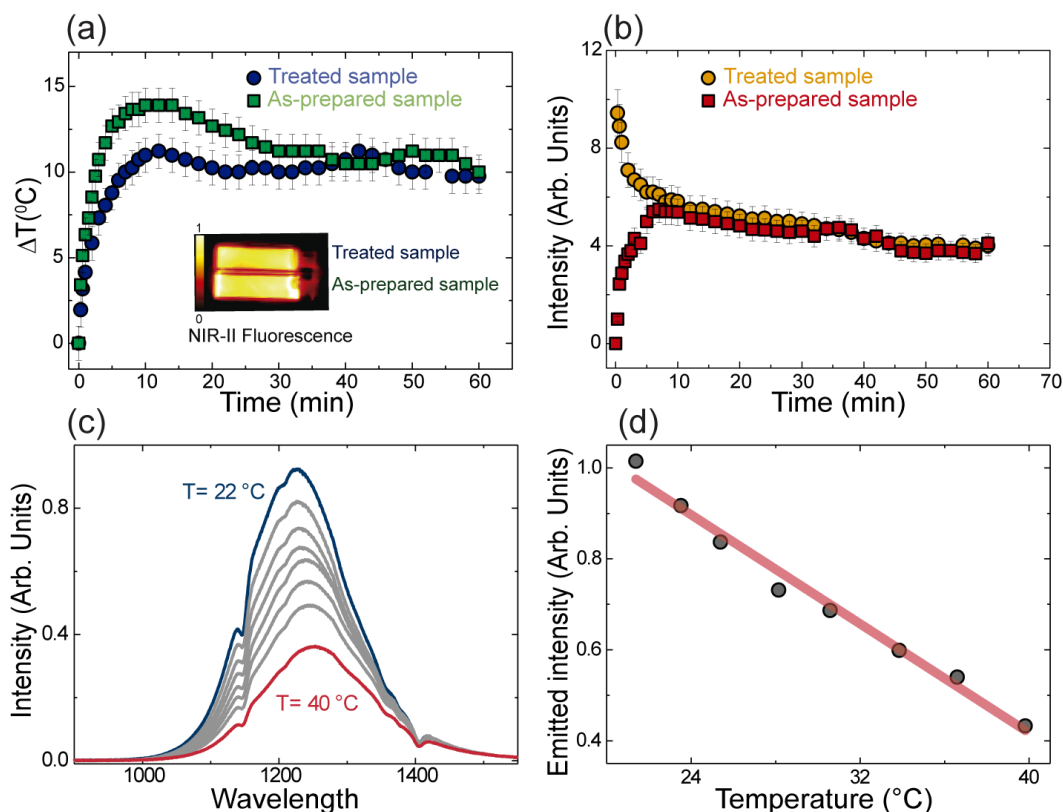 (a)
Treated sample
As-prepared sample
ΔT(⁰C)
15
10
5
0
1
0
Treated sample
As-prepared sample
NIR-II Fluorescence
0 10 20 30 40 50 60
Time (min)
(b)
Treated sample
As-prepared sample
Intensity (Arb. Units)
12
8
4
0
0 10 20 30 40 50 60 70
Time (min)
(c)
T= 22 °C
T= 40 °C
Intensity (Arb. Units)
0.8
0.4
0.0
1000 1200 1400
Wavelength
(d)
Emitted intensity (Arb. Units)
1.0
0.8
0.6
0.4
24 32 40
Temperature (°C)